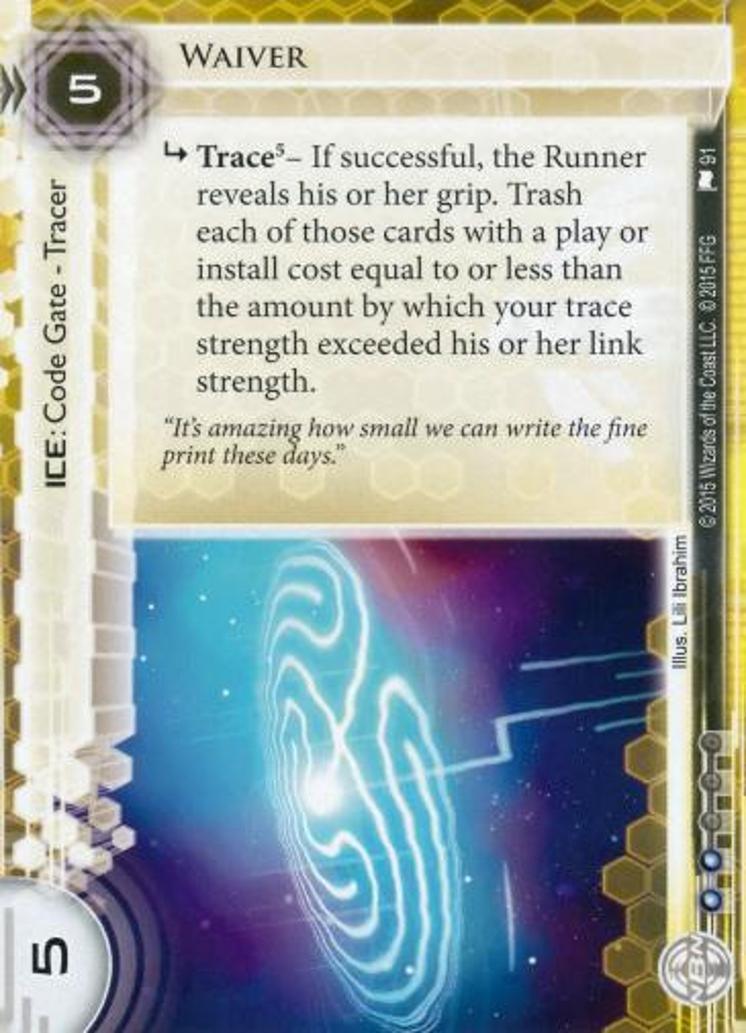 WAIVER
5
↳ Trace⁵– If successful, the Runner
reveals his or her grip. Trash
each of those cards with a play or
install cost equal to or less than
the amount by which your trace
strength exceeded his or her link
strength.
“It’s amazing how small we can write the fine
print these days.”
ICE: Code Gate - Tracer
5
91
© 2015 Wizards of the Coast LLC. © 2015 FFG
Illus. Lili Ibrahim
NBN